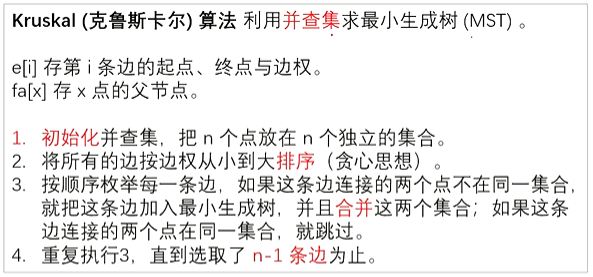 Kruskal (克鲁斯卡尔) 算法 利用并查集求最小生成树 (MST) 。
e[i] 存第 i 条边的起点、终点与边权。
fa[x] 存 x 点的父节点。
1. 初始化并查集，把 n 个点放在 n 个独立的集合。
2. 将所有的边按边权从小到大排序（贪心思想）。
3. 按顺序枚举每一条边，如果这条边连接的两个点不在同一集合，
就把这条边加入最小生成树，并且合并这两个集合；如果这条
边连接的两个点在同一集合，就跳过。
4. 重复执行3，直到选取了 n-1 条边为止。